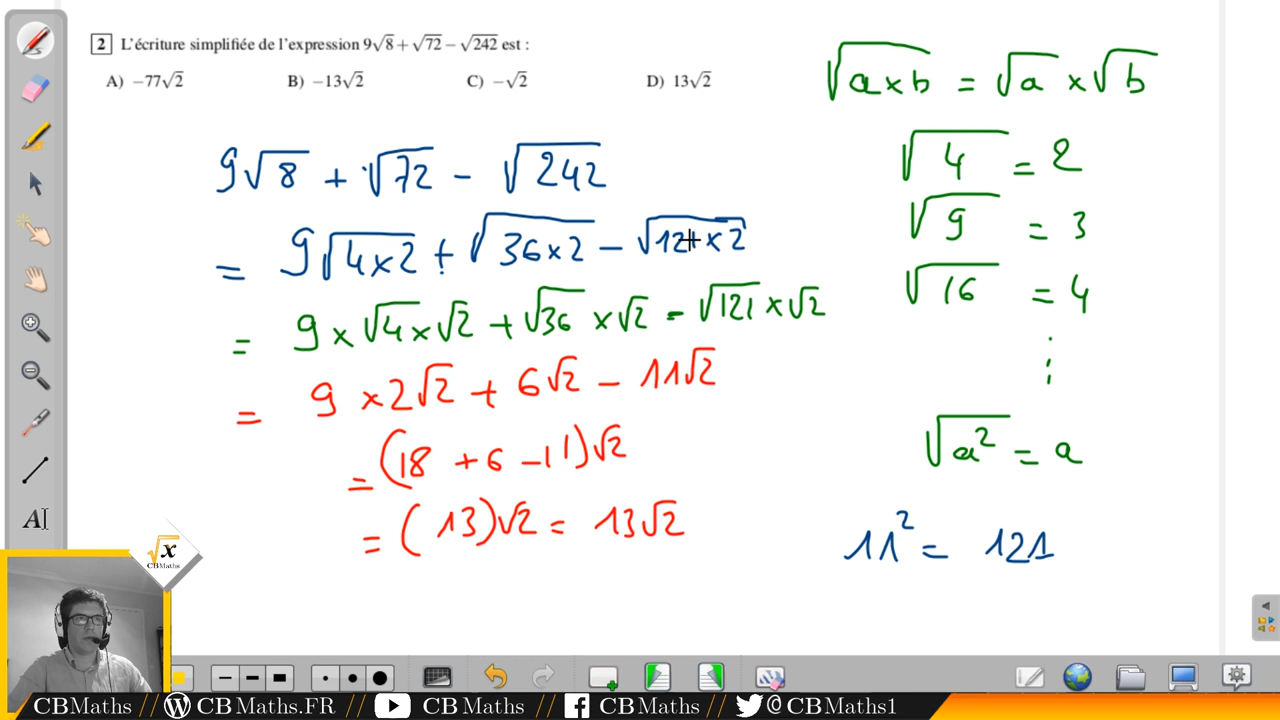 2 L'écriture simplifiée de l'expression 9√8 + √72 − √242 est :
A) −77√2 B) −13√2 C) −√2 D) 13√2
√a×b = √a × √b
9√8 + √72 − √242
√4 = 2
= 9√4×2 + √36×2 − √121×2
√9 = 3
√16 = 4
= 9 × √4 × √2 + √36 × √2 − √121 × √2
⋮
= 9 × 2√2 + 6√2 − 11√2
= (18 + 6 − 11)√2
√a² = a
= (13)√2 = 13√2
11² = 121
√x
CBMaths
AI
CBMaths CBMaths.FR CBMaths CBMaths @CBMaths1